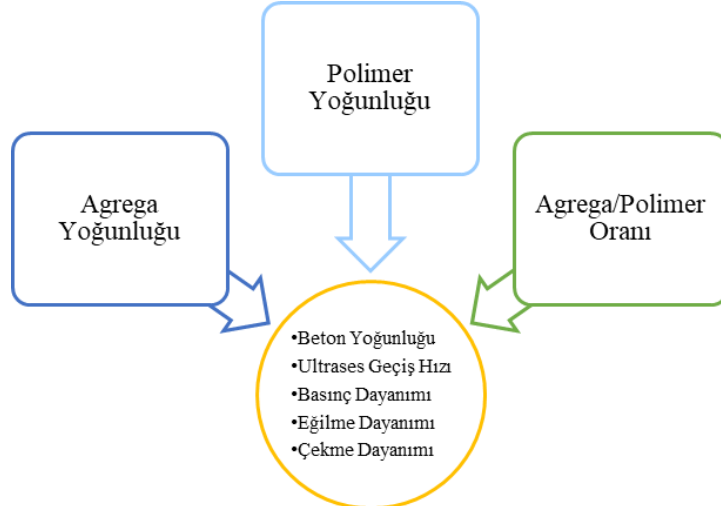 Polimer
Yoğunluğu
Agrega
Yoğunluğu
Agrega/Polimer
Oranı
•Beton Yoğunluğu
•Ultrases Geçiş Hızı
•Basınç Dayanımı
•Eğilme Dayanımı
•Çekme Dayanımı